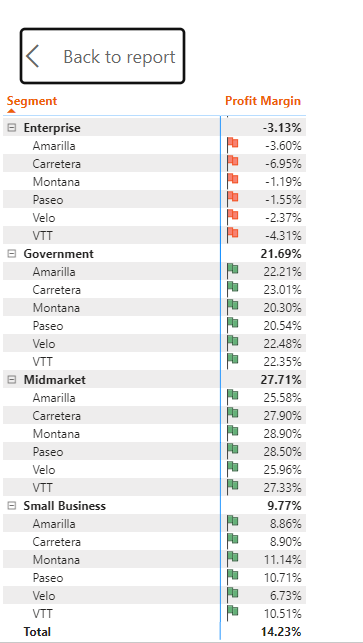 Back to report
Segment Profit Margin
Enterprise -3.13%
Amarilla -3.60%
Carretera -6.95%
Montana -1.19%
Paseo -1.55%
Velo -2.37%
VTT -4.31%
Government 21.69%
Amarilla 22.21%
Carretera 23.01%
Montana 20.30%
Paseo 20.54%
Velo 22.48%
VTT 22.35%
Midmarket 27.71%
Amarilla 25.58%
Carretera 27.90%
Montana 28.90%
Paseo 28.50%
Velo 25.96%
VTT 27.33%
Small Business 9.77%
Amarilla 8.86%
Carretera 8.90%
Montana 11.14%
Paseo 10.71%
Velo 6.73%
VTT 10.51%
Total 14.23%